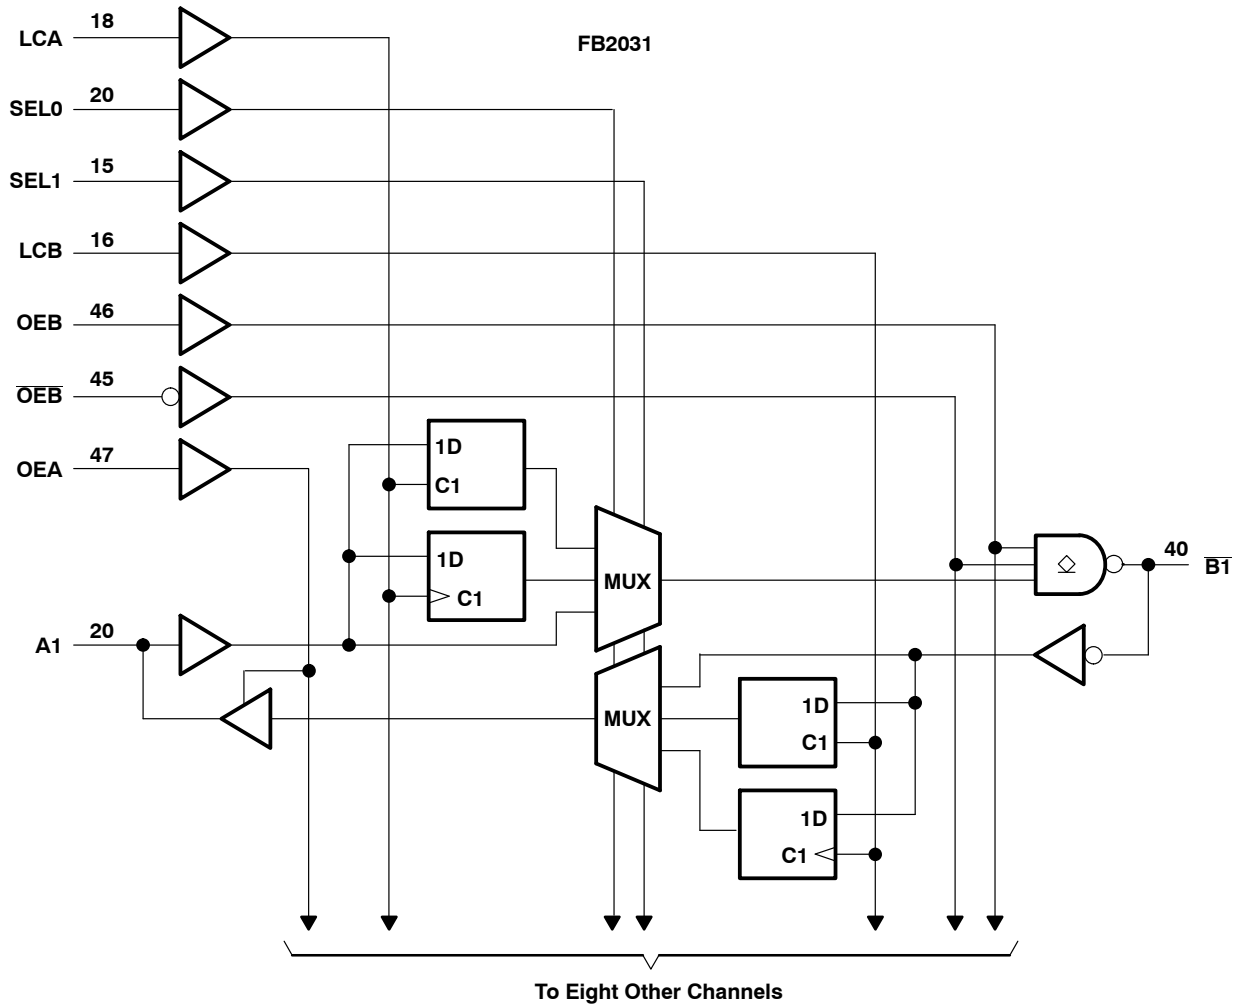 18
LCA
FB2031
20
SEL0
15
SEL1
16
LCB
46
OEB
45
OEB
47
OEA
1D
C1
1D
C1
MUX
40
B1
20
A1
MUX
1D
C1
1D
C1
To Eight Other Channels